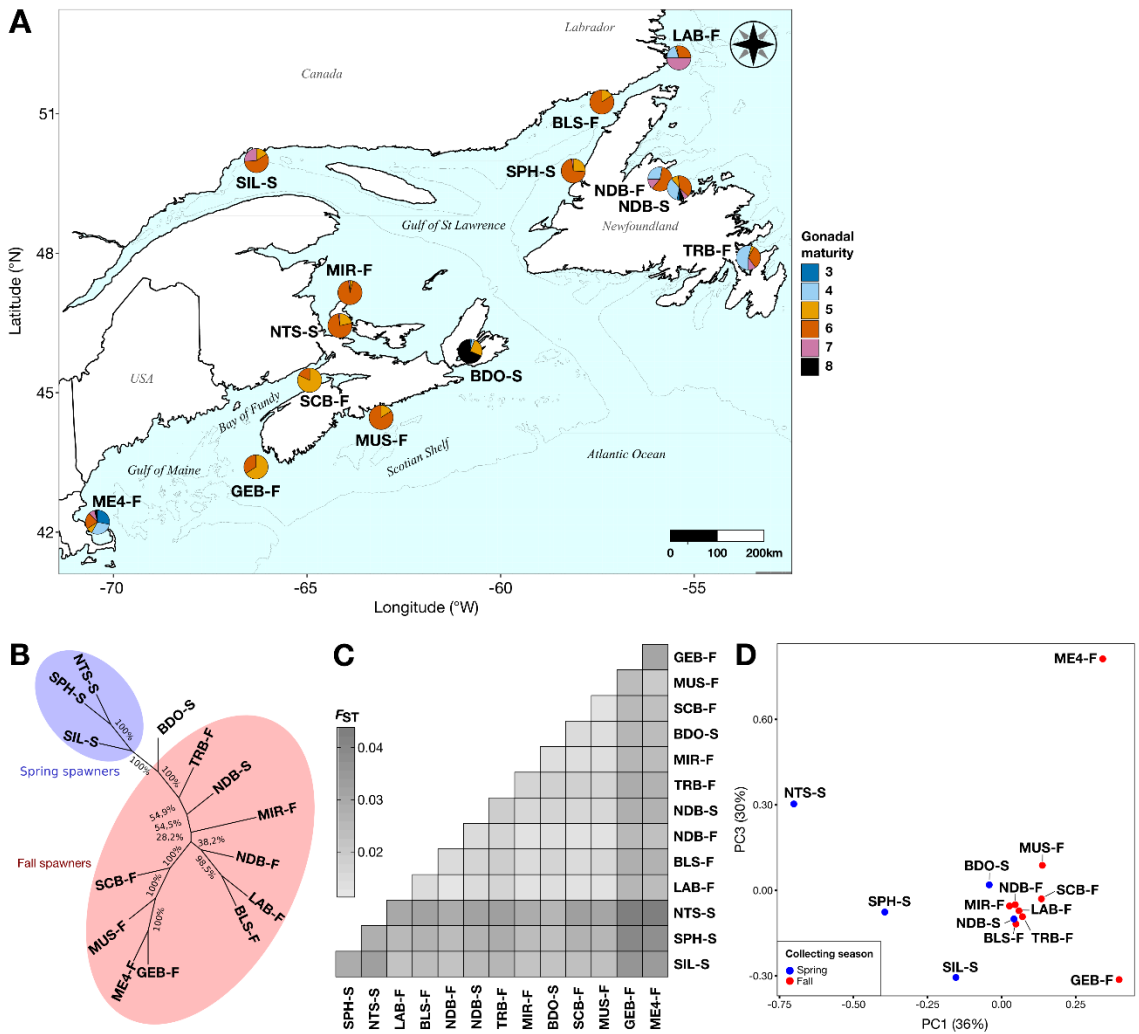 A
Labrador
LAB-F
Canada
51
BLS-F
SPH-S
SIL-S
NDB-F
NDB-S
Newfoundland
Gulf of St Lawrence
TRB-F
48
MIR-F
NTS-S
BDO-S
USA
SCB-F
45
Bay of Fundy
MUS-F
Scotian Shelf
Atlantic Ocean
Gulf of Maine
GEB-F
ME4-F
42
0 100 200km
-70 -65 -60 -55
Longitude (°W)
Latitude (°N)
Gonadal
maturity
3
4
5
6
7
8
B
NTS-S
SPH-S
SIL-S
100%
100%
BDO-S
Spring spawners
100%
TRB-F
NDB-S
54,9%
54,5%
28,2%
MIR-F
38,2%
NDB-F
98,5%
LAB-F
BLS-F
Fall spawners
100%
SCB-F
100%
MUS-F
100%
ME4-F
GEB-F
C
FST
0.04
0.03
0.02
GEB-F
MUS-F
SCB-F
BDO-S
MIR-F
TRB-F
NDB-S
NDB-F
BLS-F
LAB-F
NTS-S
SPH-S
SIL-S
SPH-S
NTS-S
LAB-F
BLS-F
NDB-F
NDB-S
TRB-F
MIR-F
BDO-S
SCB-F
MUS-F
GEB-F
ME4-F
D
ME4-F
0.60
NTS-S
0.30
MUS-F
BDO-S
NDB-F
SCB-F
0.00
SPH-S
MIR-F
LAB-F
NDB-S
TRB-F
BLS-F
SIL-S
GEB-F
-0.30
Collecting season
Spring
Fall
-0.75 -0.50 -0.25 0.00 0.25
PC1 (36%)
PC3 (30%)